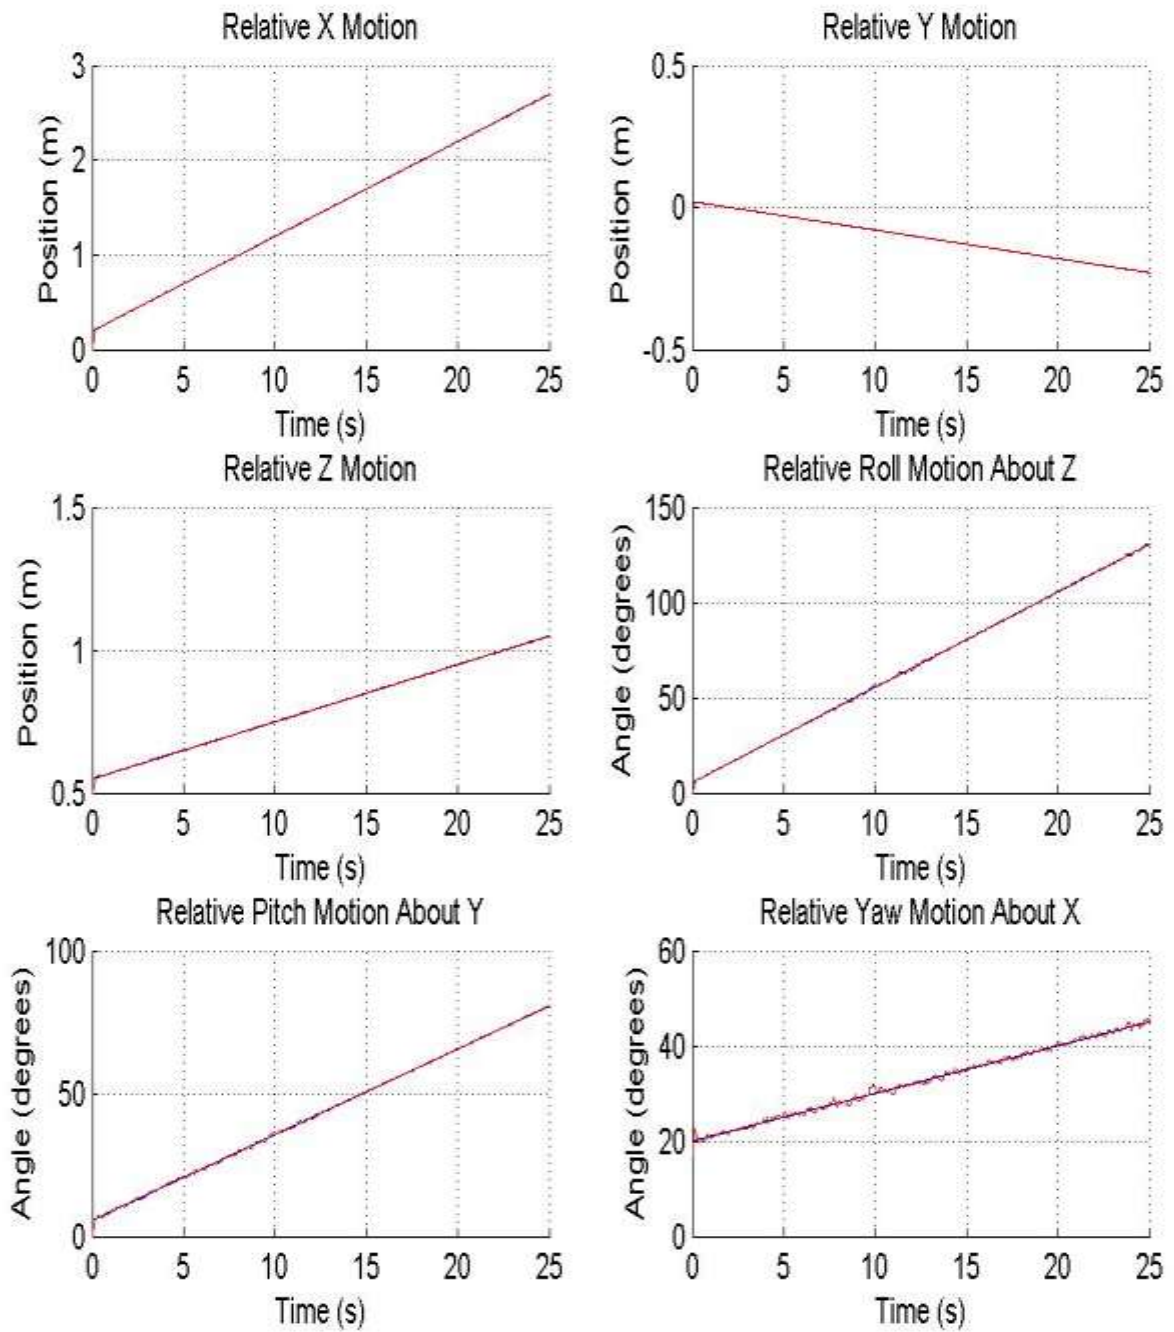 Relative X Motion
Position (m)
3
2
1
0
0 5 10 15 20 25
Time (s)
Relative Y Motion
Position (m)
0.5
0
-0.5
0 5 10 15 20 25
Time (s)
Relative Z Motion
Position (m)
1.5
1
0.5
0 5 10 15 20 25
Time (s)
Relative Roll Motion About Z
Angle (degrees)
150
100
50
0
0 5 10 15 20 25
Time (s)
Relative Pitch Motion About Y
Angle (degrees)
100
50
0
0 5 10 15 20 25
Time (s)
Relative Yaw Motion About X
Angle (degrees)
60
40
20
0
0 5 10 15 20 25
Time (s)